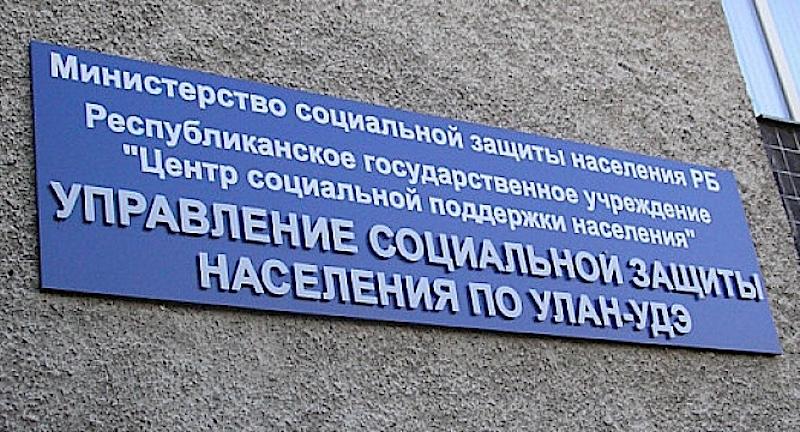 Министерство социальной защиты населения РБ
Республиканское государственное учреждение
"Центр социальной поддержки населения"
УПРАВЛЕНИЕ СОЦИАЛЬНОЙ ЗАЩИТЫ
НАСЕЛЕНИЯ ПО УЛАН-УДЭ